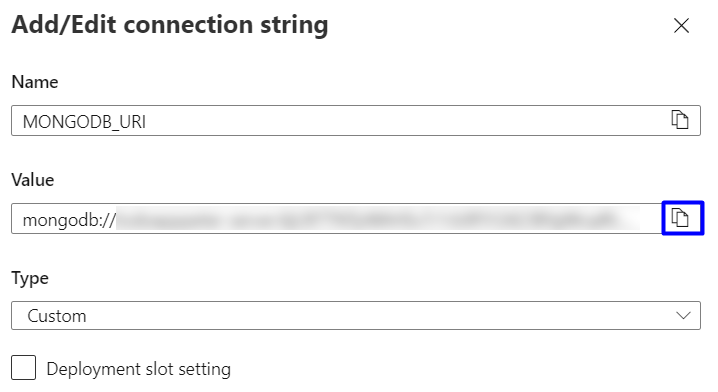 Add/Edit connection string
Name
MONGODB_URI
Value
mongodb://
Type
Custom
Deployment slot setting